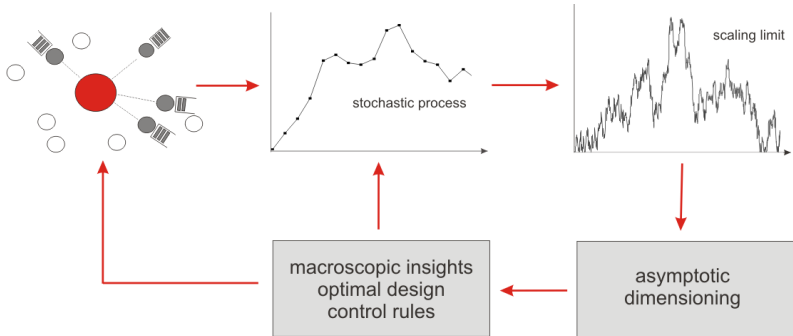 scaling limit
stochastic process
macroscopic insights
optimal design
control rules
asymptotic
dimensioning